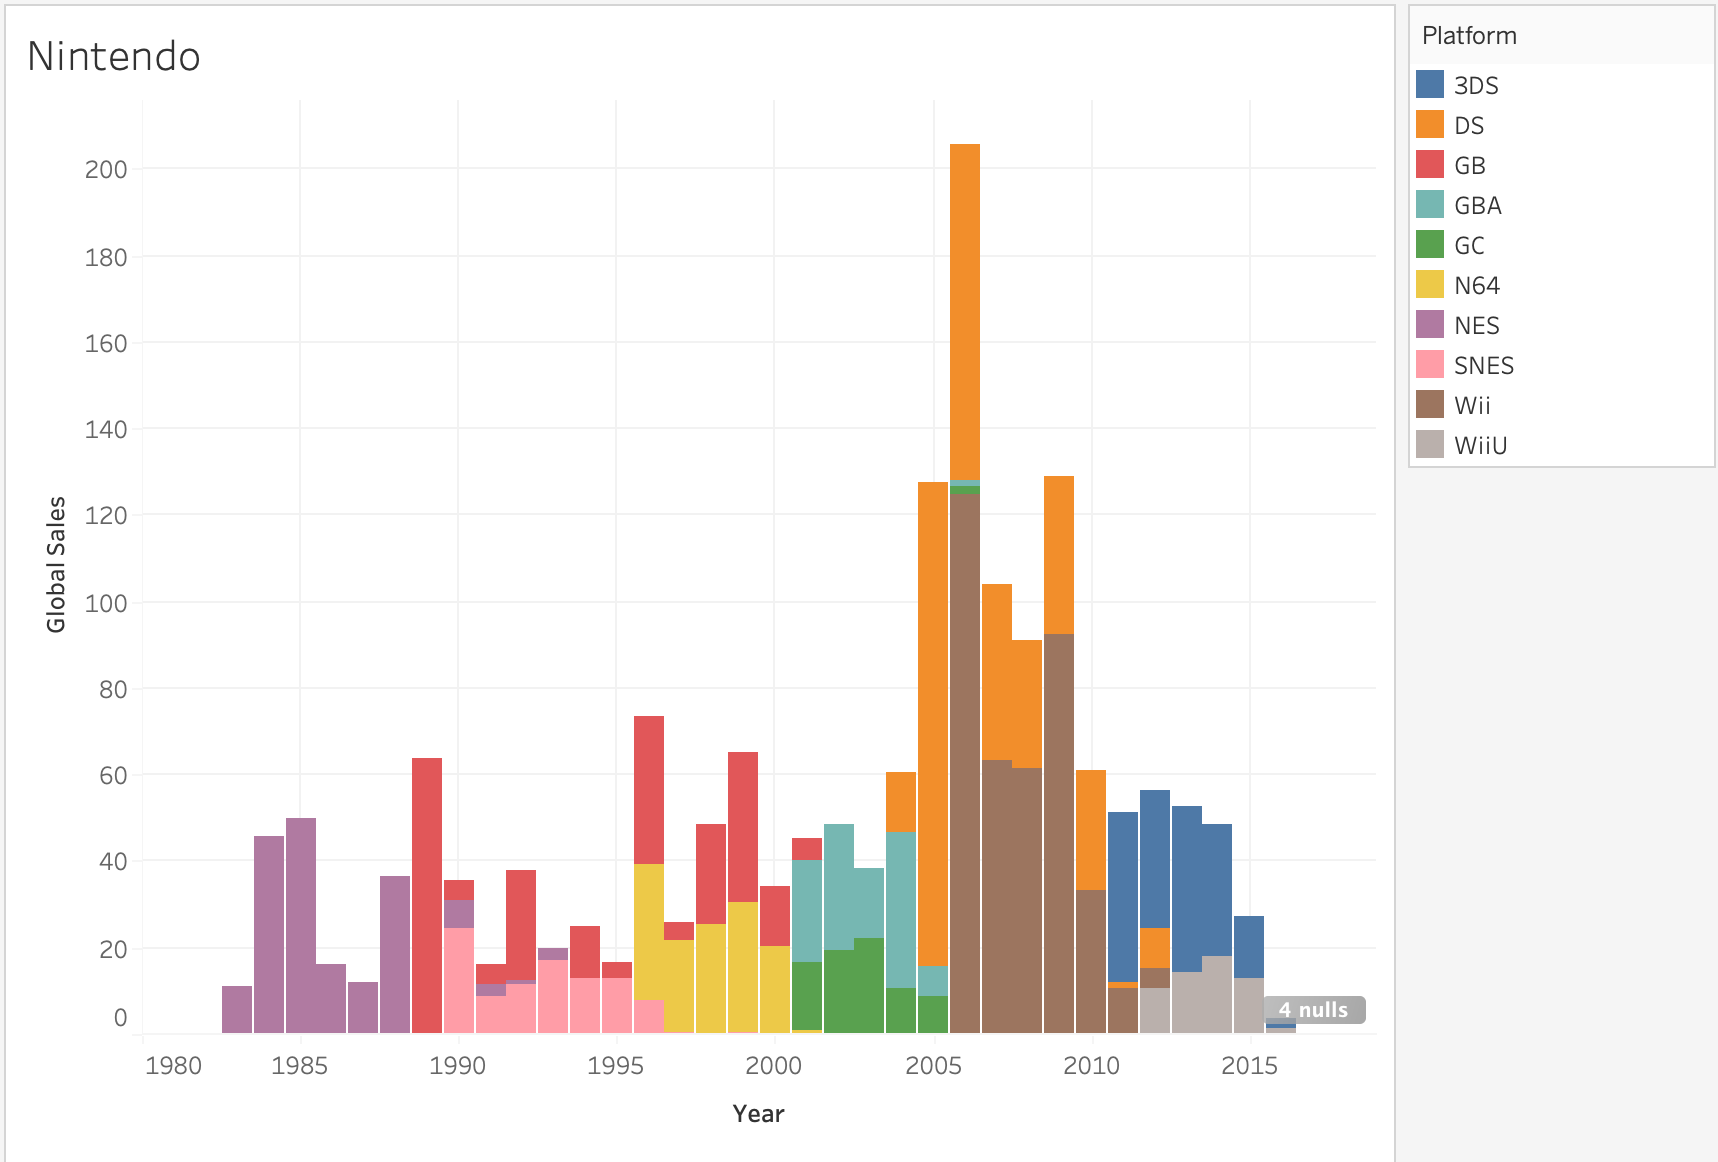 Nintendo
Platform
3DS
DS
GB
GBA
GC
N64
NES
SNES
Wii
WiiU
200
180
160
140
120
100
80
60
40
20
0
Global Sales
4 nulls
1980 1985 1990 1995 2000 2005 2010 2015
Year